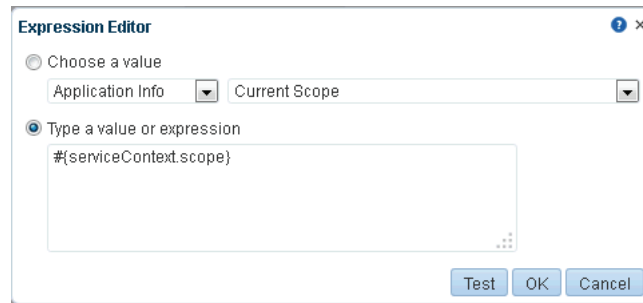 Expression Editor
Choose a value
Application Info Current Scope
Type a value or expression
#{serviceContext.scope}
Test OK Cancel